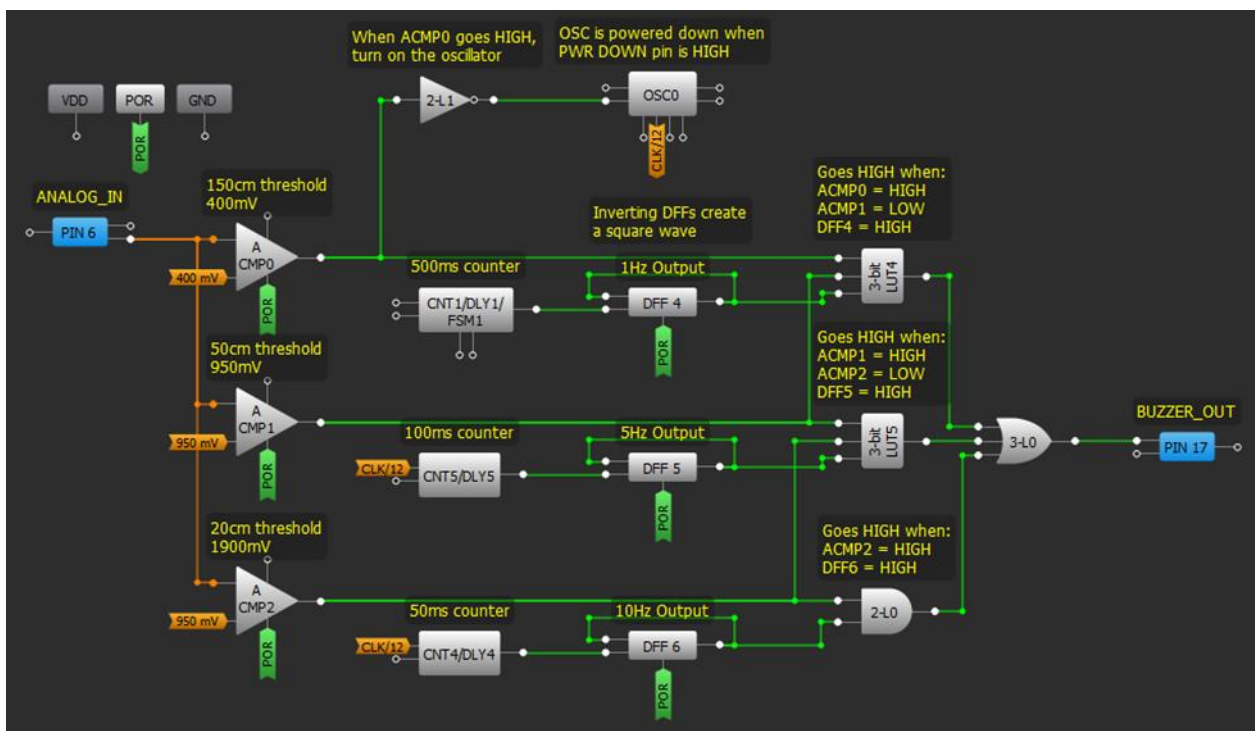 When ACMP0 goes HIGH,
turn on the oscillator
OSC is powered down when
PWR DOWN pin is HIGH
VDD
POR
GND
2-L1
OSC0
POR
CLK/12
ANALOG_IN
PIN 6
150cm threshold
400mV
A
CMP0
400 mV
POR
500ms counter
CNT1/DLY1/
FSM1
Inverting DFFs create
a square wave
1Hz Output
DFF 4
POR
Goes HIGH when:
ACMP0 = HIGH
ACMP1 = LOW
DFF4 = HIGH
3-bit
LUT4
50cm threshold
950mV
A
CMP1
950 mV
POR
100ms counter
CLK/12
CNT5/DLY5
5Hz Output
DFF 5
POR
Goes HIGH when:
ACMP1 = HIGH
ACMP2 = LOW
DFF5 = HIGH
3-bit
LUT5
3-L0
BUZZER_OUT
PIN 17
20cm threshold
1900mV
A
CMP2
950 mV
POR
50ms counter
CLK/12
CNT4/DLY4
10Hz Output
DFF 6
POR
Goes HIGH when:
ACMP2 = HIGH
DFF6 = HIGH
2-L0